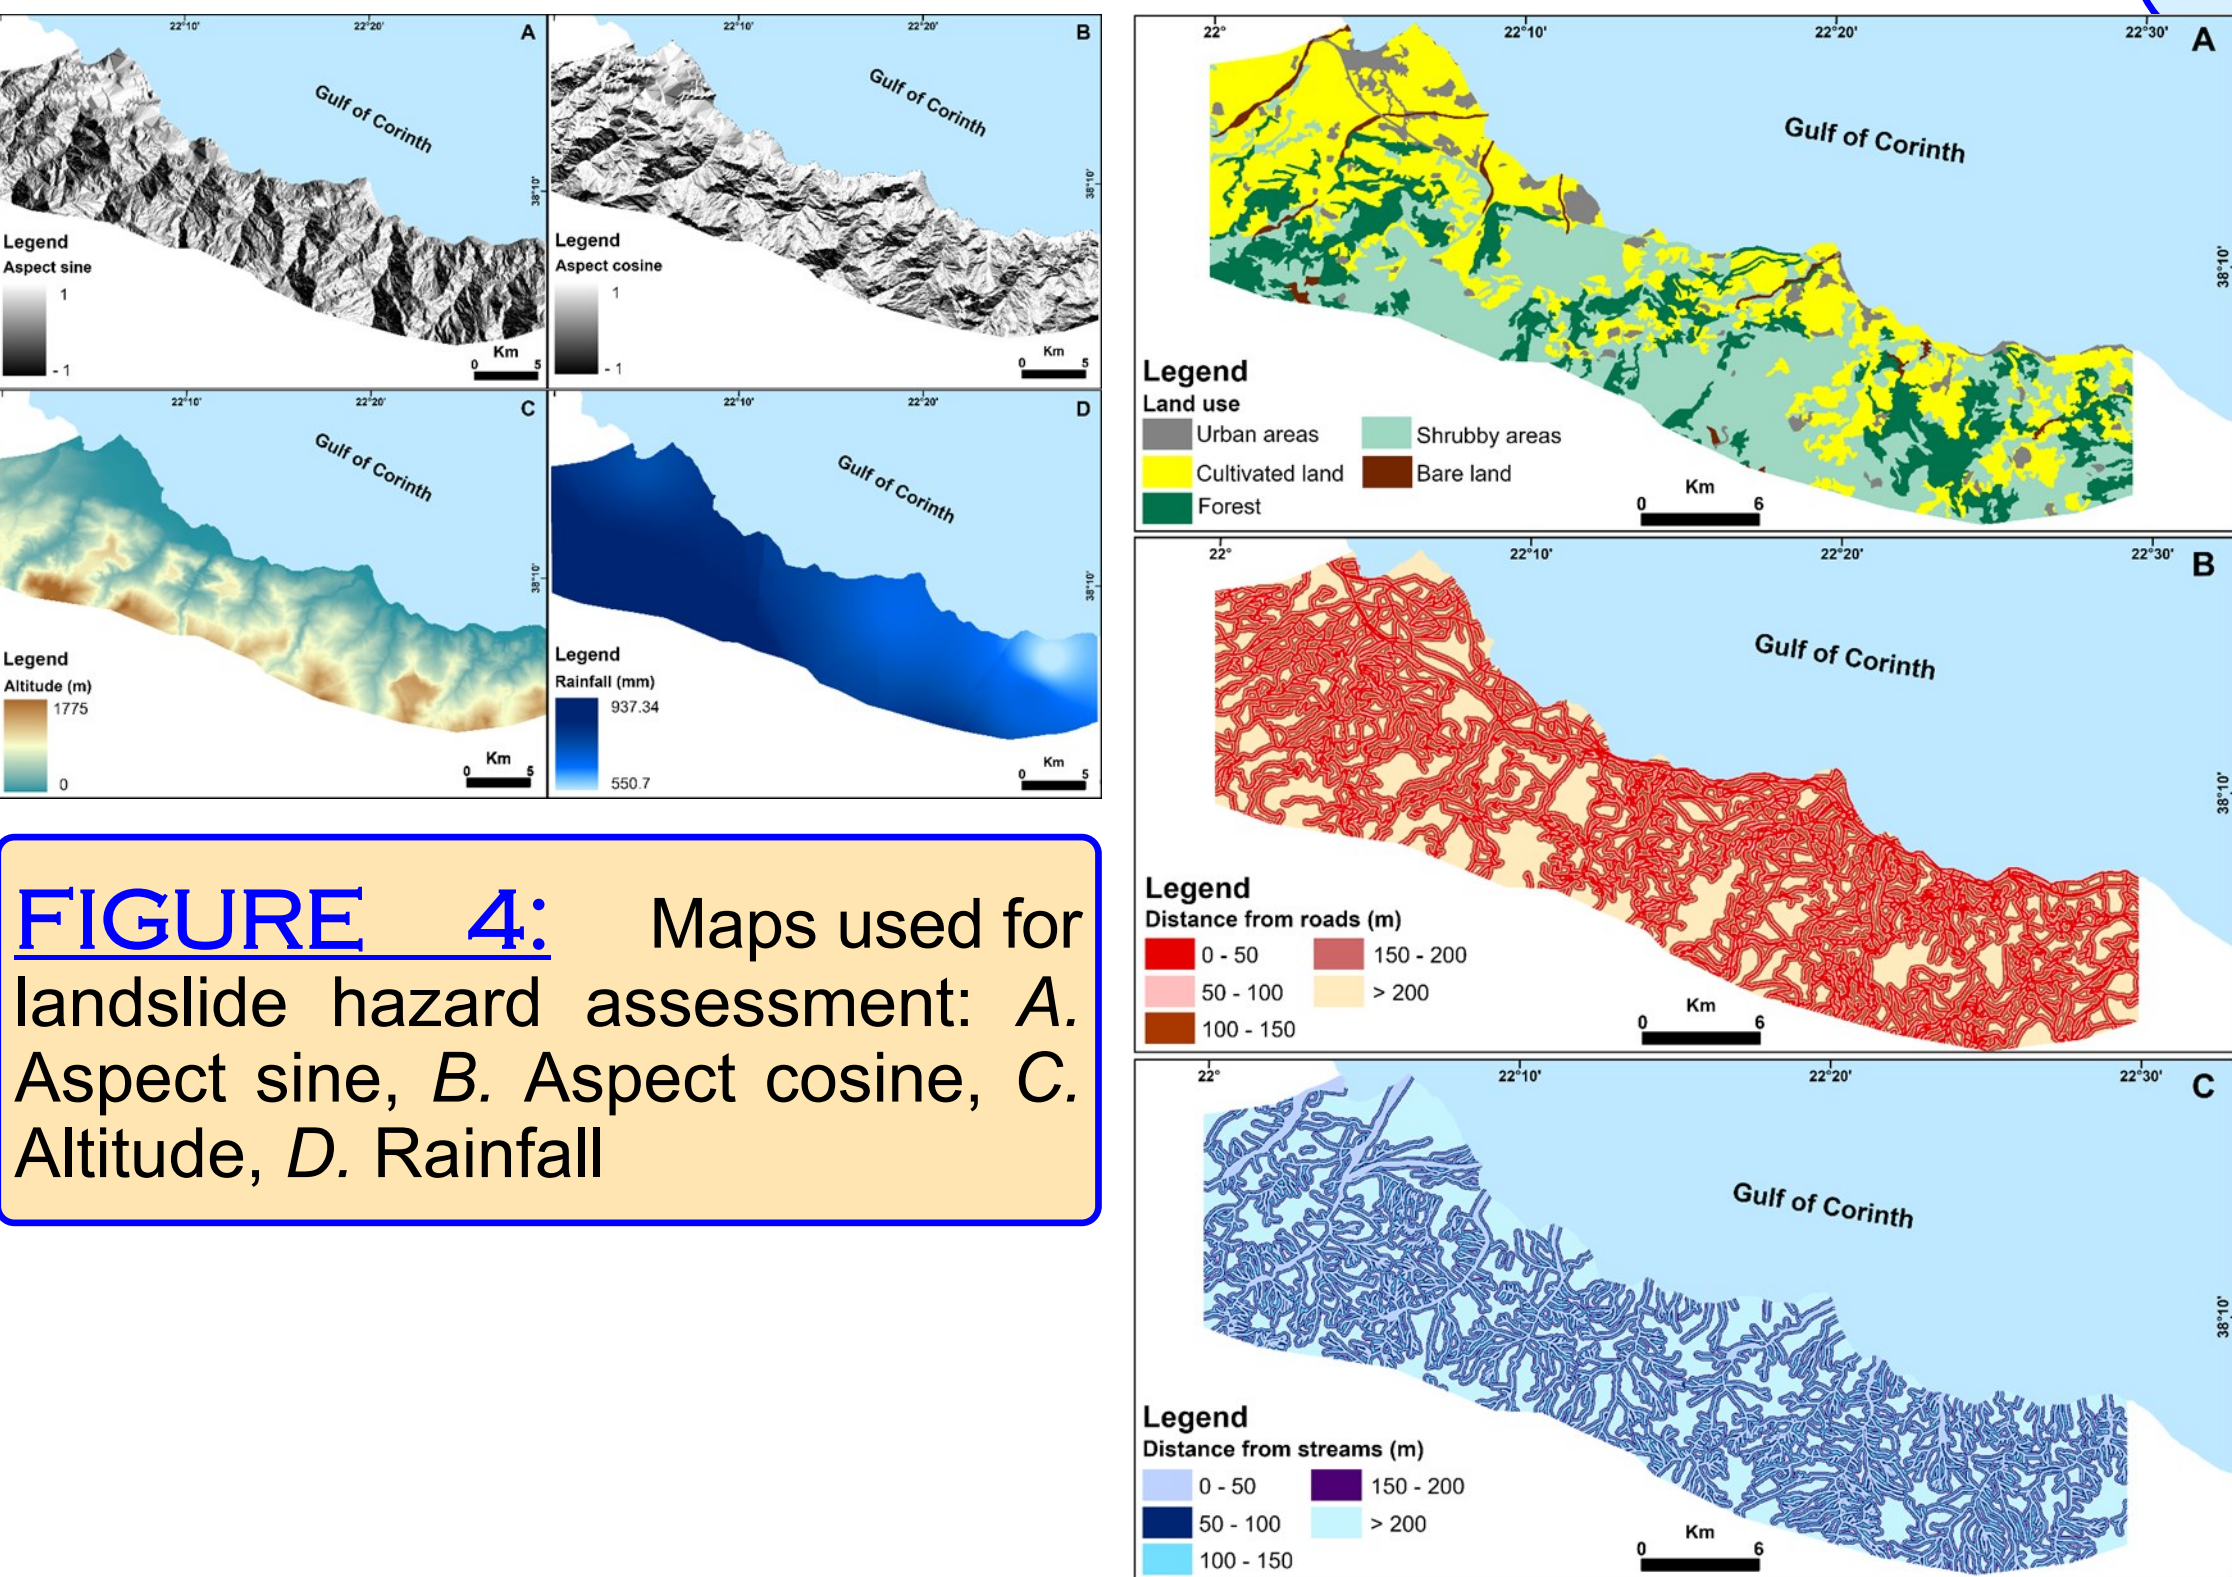 22°10'
22°20'
A
Gulf of Corinth
38°10'
Legend
Aspect sine
1
- 1
Km
0 5
22°10'
22°20'
B
Gulf of Corinth
38°10'
Legend
Aspect cosine
1
- 1
Km
0 5
22°10'
22°20'
C
Gulf of Corinth
38°10'
Legend
Altitude (m)
1775
0
Km
0 5
22°10'
22°20'
D
Gulf of Corinth
38°10'
Legend
Rainfall (mm)
937.34
550.7
Km
0 5
FIGURE 4: Maps used for
landslide hazard assessment: A.
Aspect sine, B. Aspect cosine, C.
Altitude, D. Rainfall
22°
22°10'
22°20'
22°30'
A
Gulf of Corinth
38°10'
Legend
Land use
Urban areas
Shrubby areas
Cultivated land
Bare land
Forest
Km
0 6
22°
22°10'
22°20'
22°30'
B
Gulf of Corinth
38°10'
Legend
Distance from roads (m)
0 - 50
150 - 200
50 - 100
> 200
100 - 150
Km
0 6
22°
22°10'
22°20'
22°30'
C
Gulf of Corinth
38°10'
Legend
Distance from streams (m)
0 - 50
150 - 200
50 - 100
> 200
100 - 150
Km
0 6